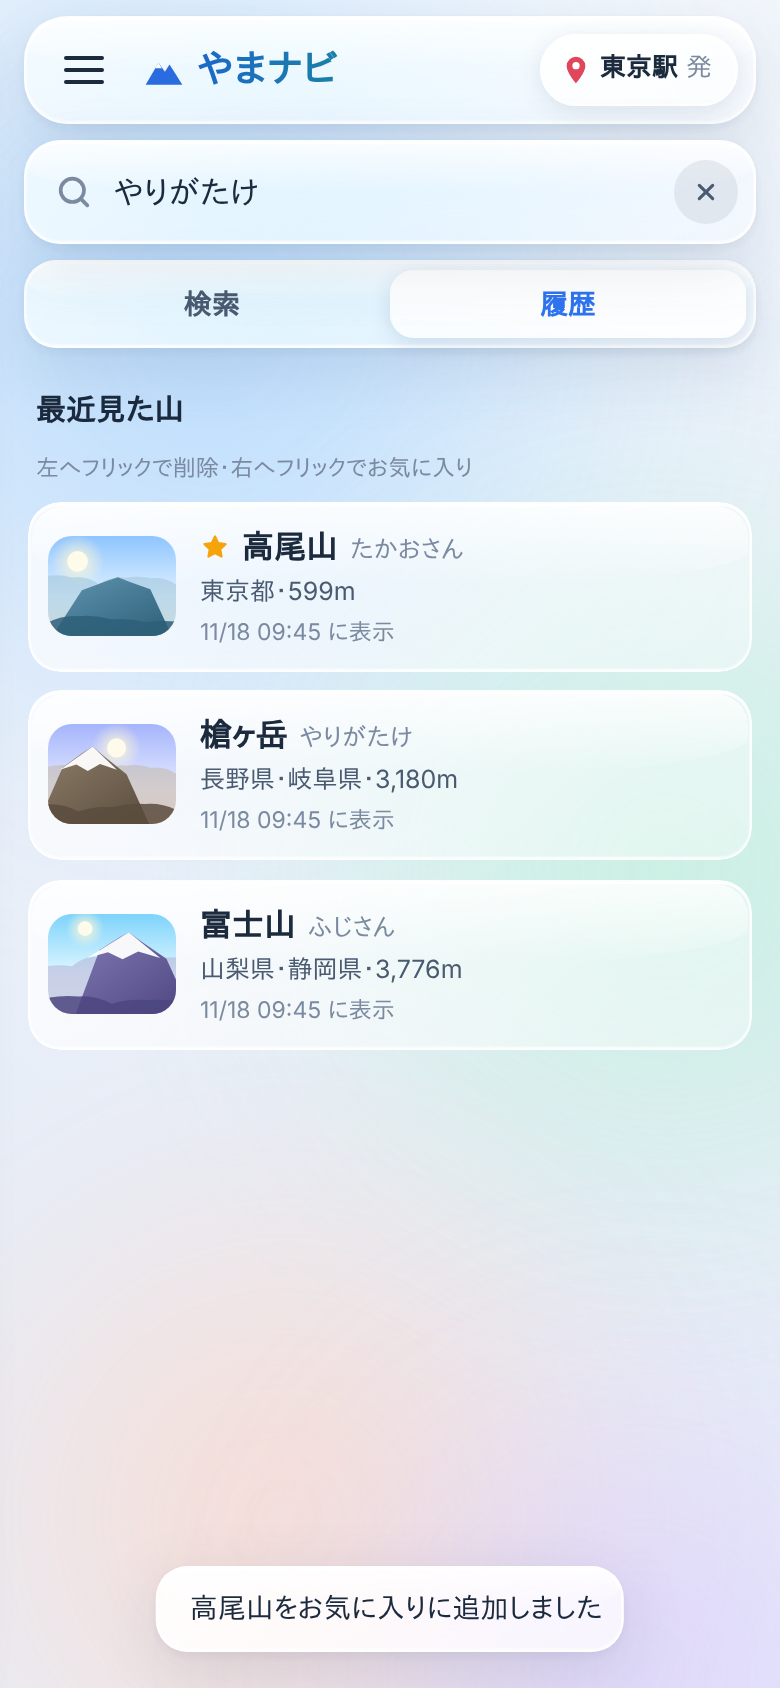 やまナビ
東京駅 発
やりがたけ
検索 履歴
最近見た山
左へフリックで削除·右へフリックでお気に入り
高尾山 たかおさん
東京都·599m
11/18 09:45 に表示
槍ヶ岳 やりがたけ
長野県·岐阜県·3,180m
11/18 09:45 に表示
富士山 ふじさん
山梨県·静岡県·3,776m
11/18 09:45 に表示
高尾山をお気に入りに追加しました